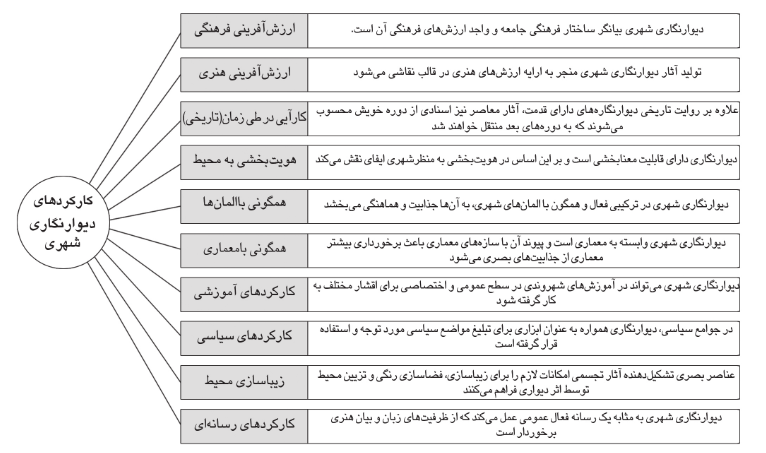 کارکردهای
دیوارنگاری
شهری
ارزش‌آفرینی فرهنگی
دیوارنگاری شهری بیانگر ساختار فرهنگی جامعه و واجد ارزش‌های فرهنگی آن است.
ارزش‌آفرینی هنری
تولید آثار دیوارنگاری شهری منجر به ارایه ارزش‌های هنری در قالب نقاشی می‌شود
کارآیی در طی زمان(تاریخی)
علاوه بر روایت تاریخی دیوارنگاره‌های دارای قدمت، آثار معاصر نیز اسنادی از دوره خویش محسوب
می‌شوند که به دوره‌های بعد منتقل خواهند شد
هویت‌بخشی به محیط
دیوارنگاری دارای قابلیت معنابخشی است و بر این اساس در هویت‌بخشی به منظرشهری ایفای نقش می‌کند
همگونی باالمان‌ها
دیوارنگاری شهری در ترکیبی فعال و همگون با المان‌های شهری، به آن‌ها جذابیت و هماهنگی می‌بخشد
همگونی بامعماری
دیوارنگاری شهری وابسته به معماری است و پیوند آن با سازه‌های معماری باعث برخورداری بیشتر
معماری از جذابیت‌های بصری می‌شود
کارکردهای آموزشی
دیوارنگاری شهری می‌تواند در آموزش‌های شهروندی در سطح عمومی و اختصاصی برای اقشار مختلف به
کار گرفته شود
کارکردهای سیاسی
در جوامع سیاسی، دیوارنگاری همواره به عنوان ابزاری برای تبلیغ مواضع سیاسی مورد توجه و استفاده
قرار گرفته است
زیباسازی محیط
عناصر بصری تشکیل‌دهنده آثار تجسمی امکانات لازم را برای زیباسازی، فضاسازی رنگی و تزیین محیط
توسط اثر دیواری فراهم می‌کنند
کارکردهای رسانه‌ای
دیوارنگاری شهری به مثابه یک رسانه فعال عمومی عمل می‌کند که از ظرفیت‌های زبان و بیان هنری
برخوردار است